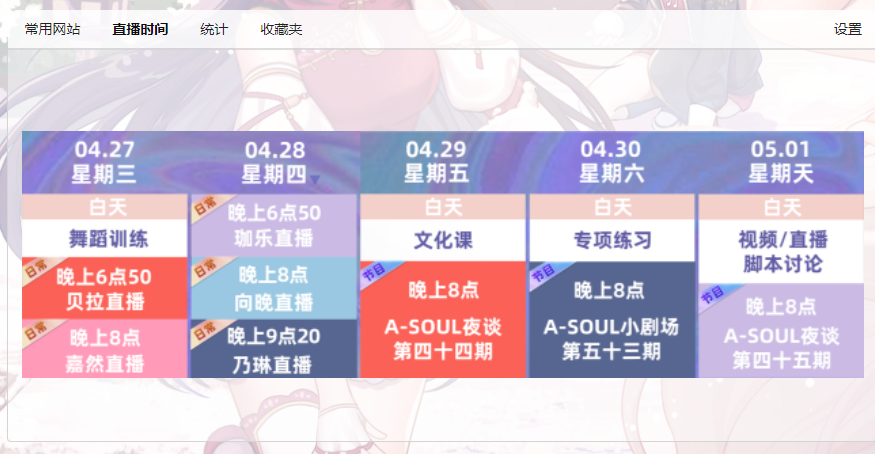 常用网站
直播时间
统计
收藏夹
设置
04.27
星期三
白天
舞蹈训练
日常
晚上6点50
贝拉直播
日常
晚上8点
嘉然直播
04.28
星期四
日常
晚上6点50
珈乐直播
日常
晚上8点
向晚直播
日常
晚上9点20
乃琳直播
04.29
星期五
白天
文化课
节目
晚上8点
A-SOUL夜谈
第四十四期
04.30
星期六
白天
专项练习
节目
晚上8点
A-SOUL小剧场
第五十三期
05.01
星期天
白天
视频/直播
脚本讨论
节目
晚上8点
A-SOUL夜谈
第四十五期